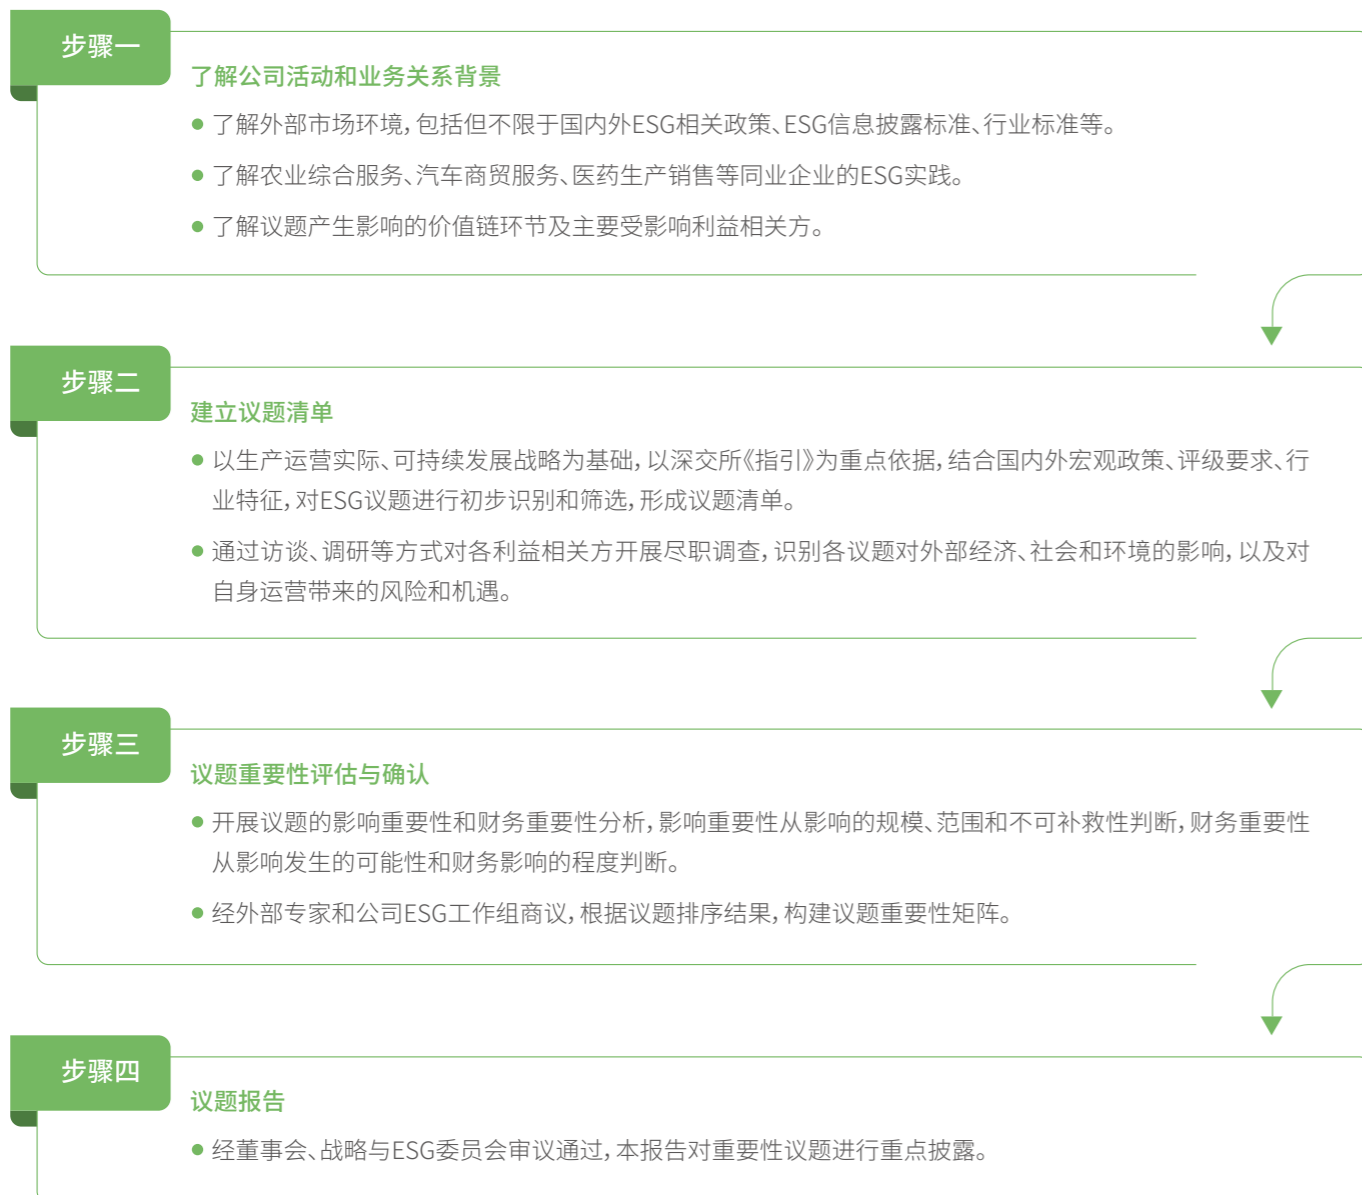 步骤一
了解公司活动和业务关系背景
了解外部市场环境，包括但不限于国内外ESG相关政策、ESG信息披露标准、行业标准等。
了解农业综合服务、汽车商贸服务、医药生产销售等同业企业的ESG实践。
了解议题产生影响的价值链环节及主要受影响利益相关方。
步骤二
建立议题清单
以生产运营实际、可持续发展战略为基础，以深交所《指引》为重点依据，结合国内外宏观政策、评级要求、行
业特征，对ESG议题进行初步识别和筛选，形成议题清单。
通过访谈、调研等方式对各利益相关方开展尽职调查，识别各议题对外部经济、社会和环境的影响，以及对
自身运营带来的风险和机遇。
步骤三
议题重要性评估与确认
开展议题的影响重要性和财务重要性分析，影响重要性从影响的规模、范围和不可补救性判断，财务重要性
从影响发生的可能性和财务影响的程度判断。
经外部专家和公司ESG工作组商议，根据议题排序结果，构建议题重要性矩阵。
步骤四
议题报告
经董事会、战略与ESG委员会审议通过，本报告对重要性议题进行重点披露。